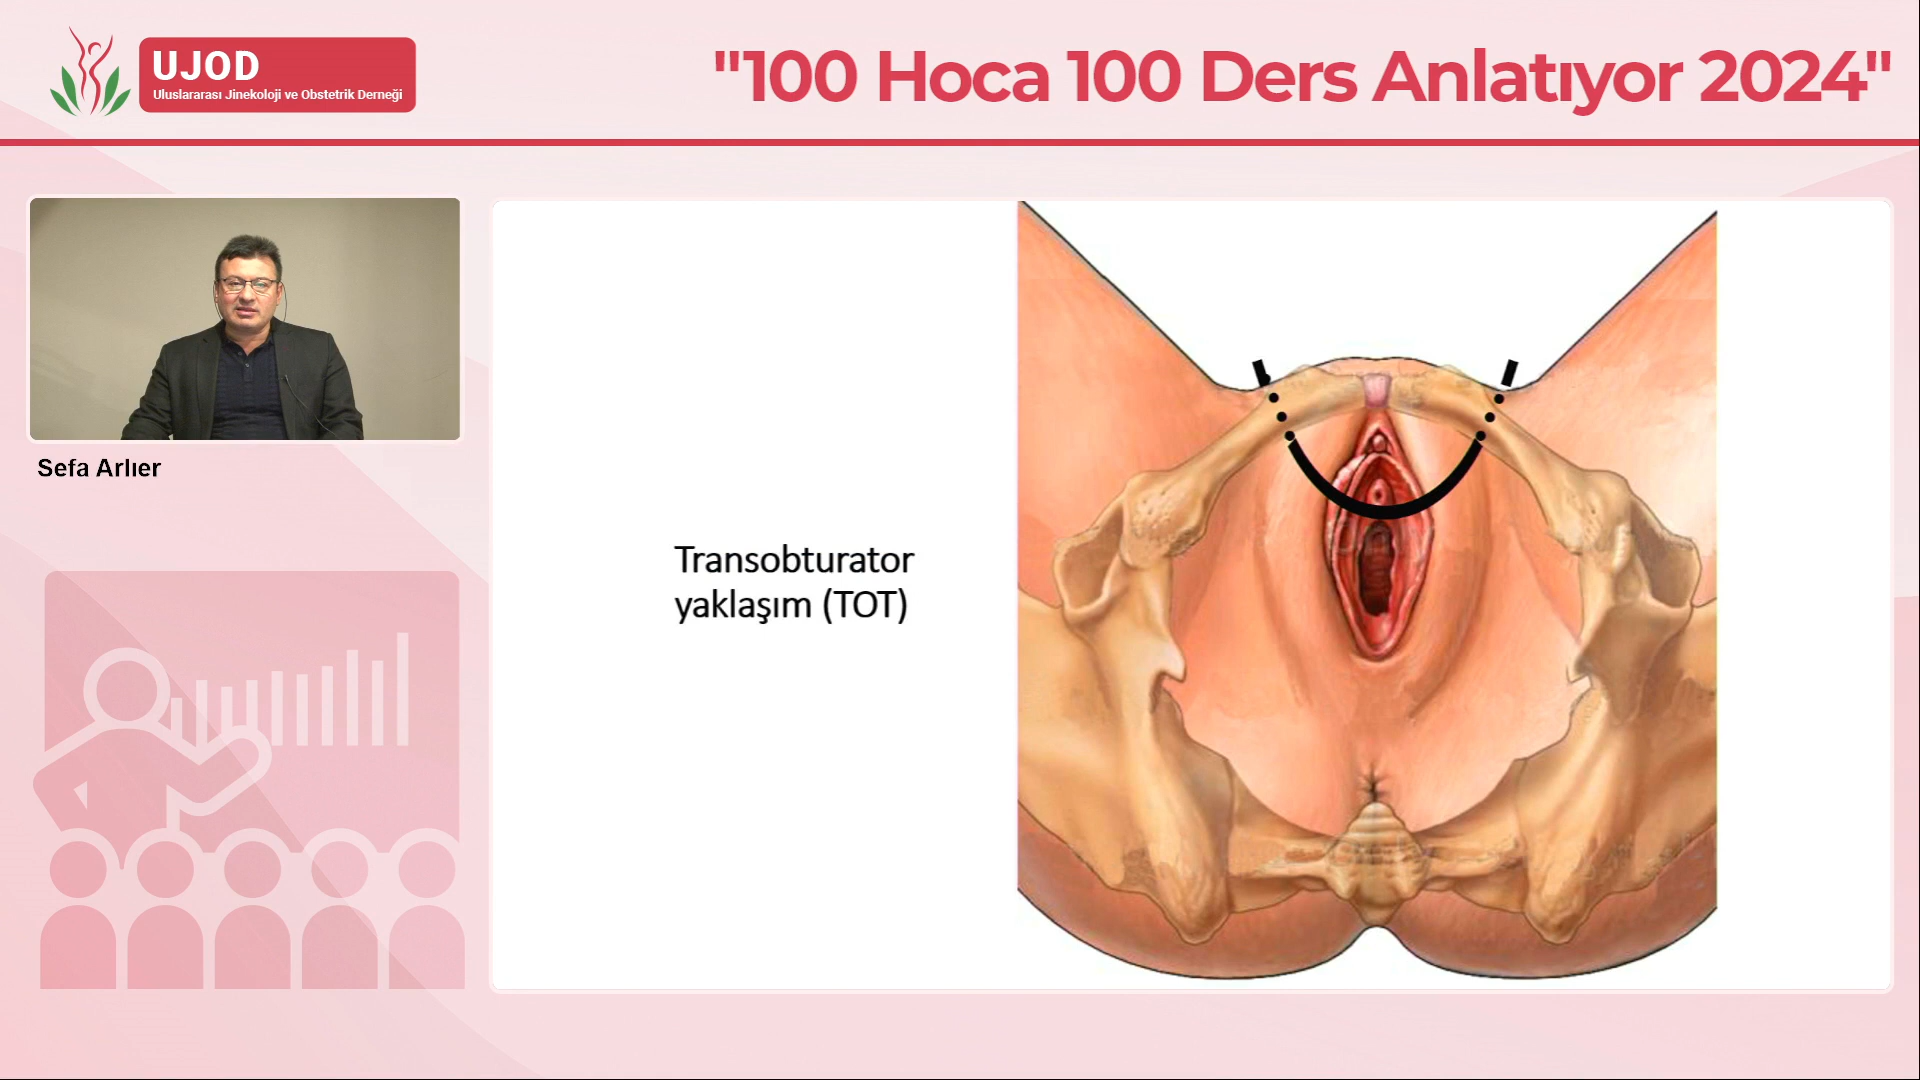 UJOD
Uluslararası Jinekoloji ve Obstetrik Derneği
"100 Hoca 100 Ders Anlatıyor 2024"
Sefa Arlıer
Transobturator
yaklaşım (TOT)